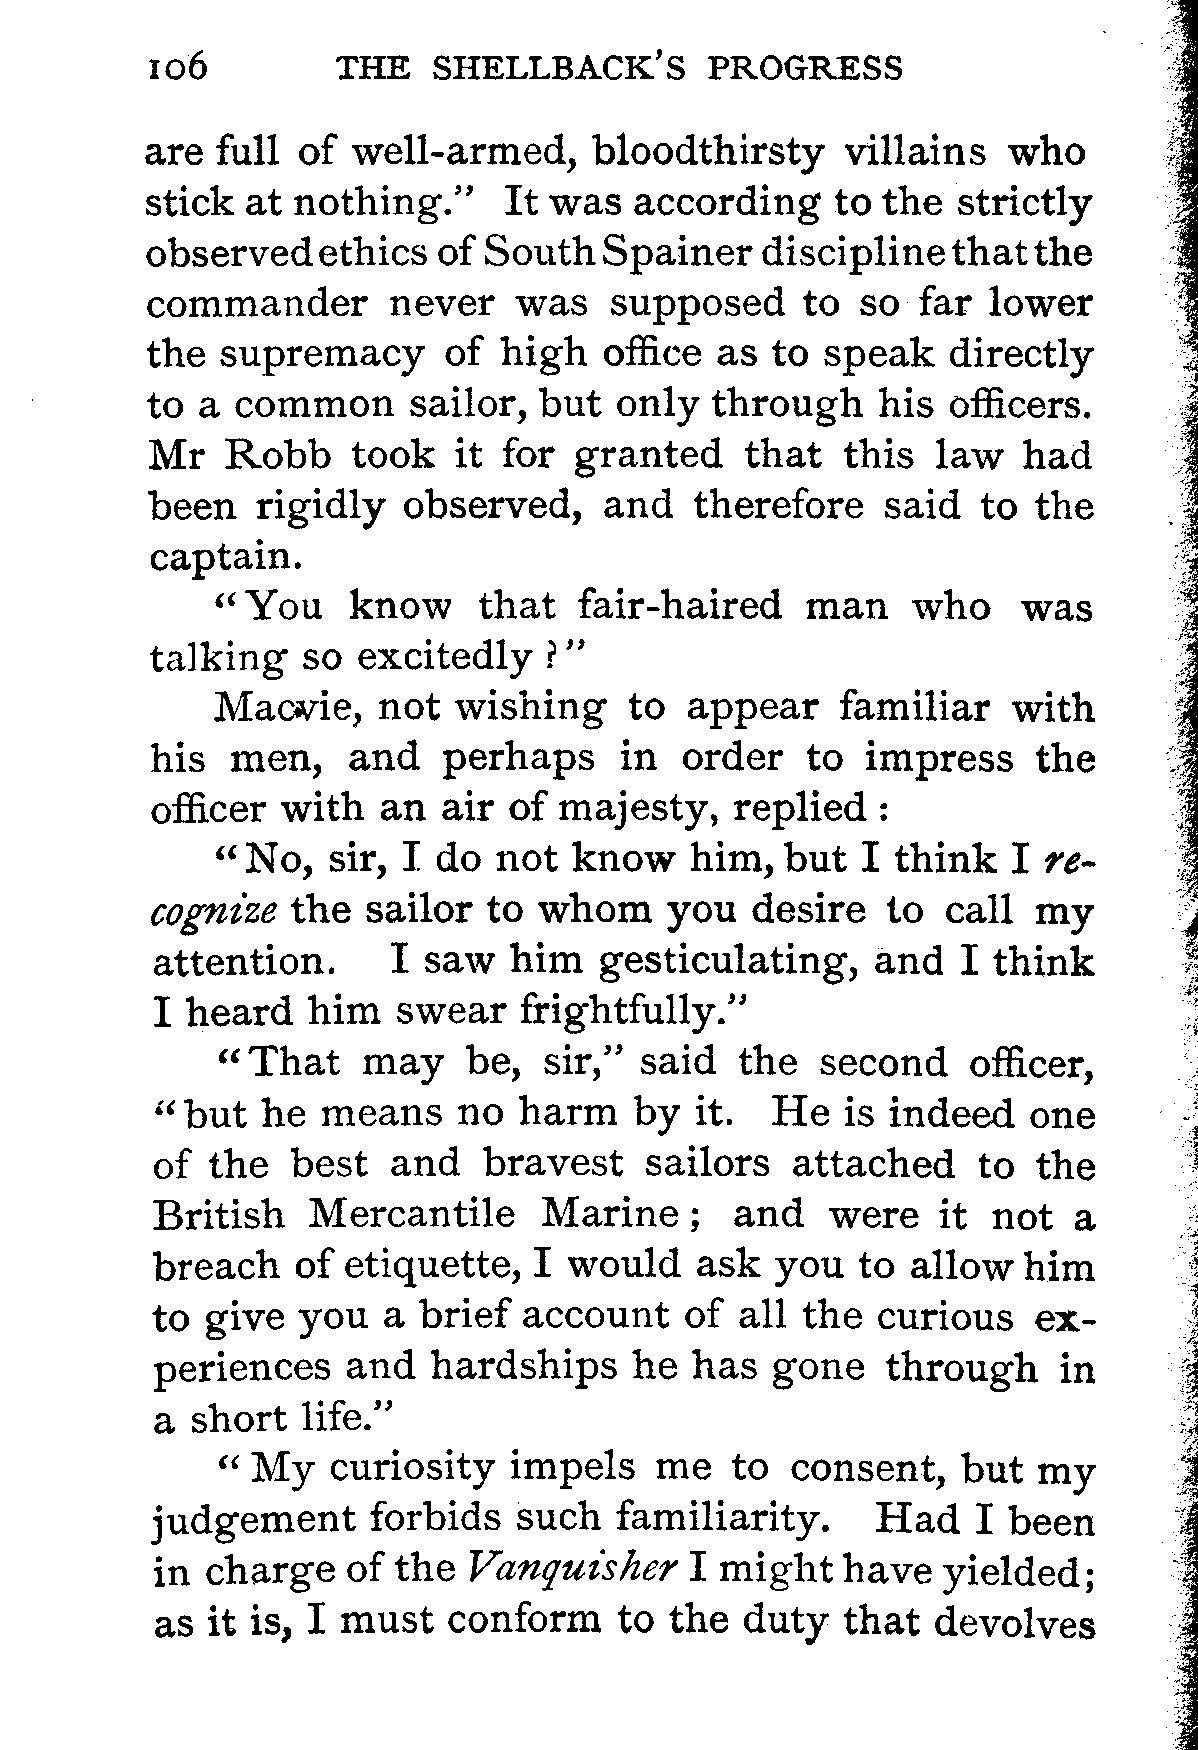 106 THE SHELLBACK'S PROGRESS
are full of well-armed, bloodthirsty villains who
stick at nothing." It was according to the strictly
observed ethics of South Spainer discipline that the
commander never was supposed to so far lower
the supremacy of high office as to speak directly
to a common sailor, but only through his officers.
Mr Robb took it for granted that this law had
been rigidly observed, and therefore said to the
captain.
"You know that fair-haired man who was
talking so excitedly?"
Macvie, not wishing to appear familiar with
his men, and perhaps in order to impress the
officer with an air of majesty, replied:
"No, sir, I do not know him, but I think I re-
cognize the sailor to whom you desire to call my
attention. I saw him gesticulating, and I think
I heard him swear frightfully."
"That may be, sir," said the second officer,
"but he means no harm by it. He is indeed one
of the best and bravest sailors attached to the
British Mercantile Marine; and were it not a
breach of etiquette, I would ask you to allow him
to give you a brief account of all the curious ex-
periences and hardships he has gone through in
a short life."
"My curiosity impels me to consent, but my
judgement forbids such familiarity. Had I been
in charge of the Vanquisher I might have yielded;
as it is, I must conform to the duty that devolves